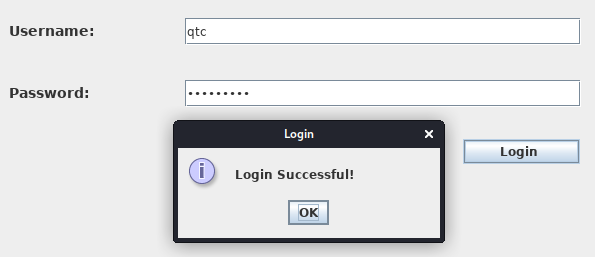 Username: qtc
Password: •••••••••
Login
Login
Login Successful!
OK